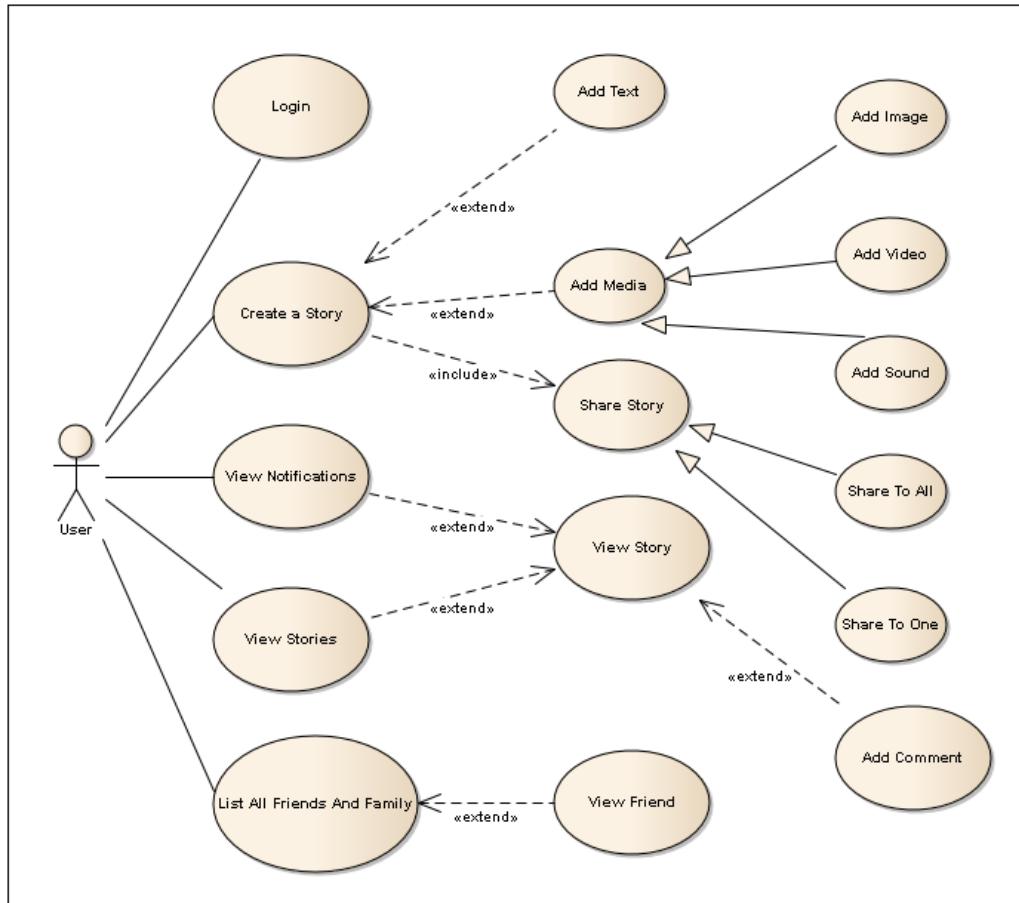 Login
Add Text
Add Image
«extend»
Add Video
Create a Story
Add Media
«extend»
«include»
Add Sound
Share Story
View Notifications
Share To All
User
«extend»
View Story
«extend»
Share To One
View Stories
«extend»
Add Comment
List All Friends And Family
View Friend
«extend»